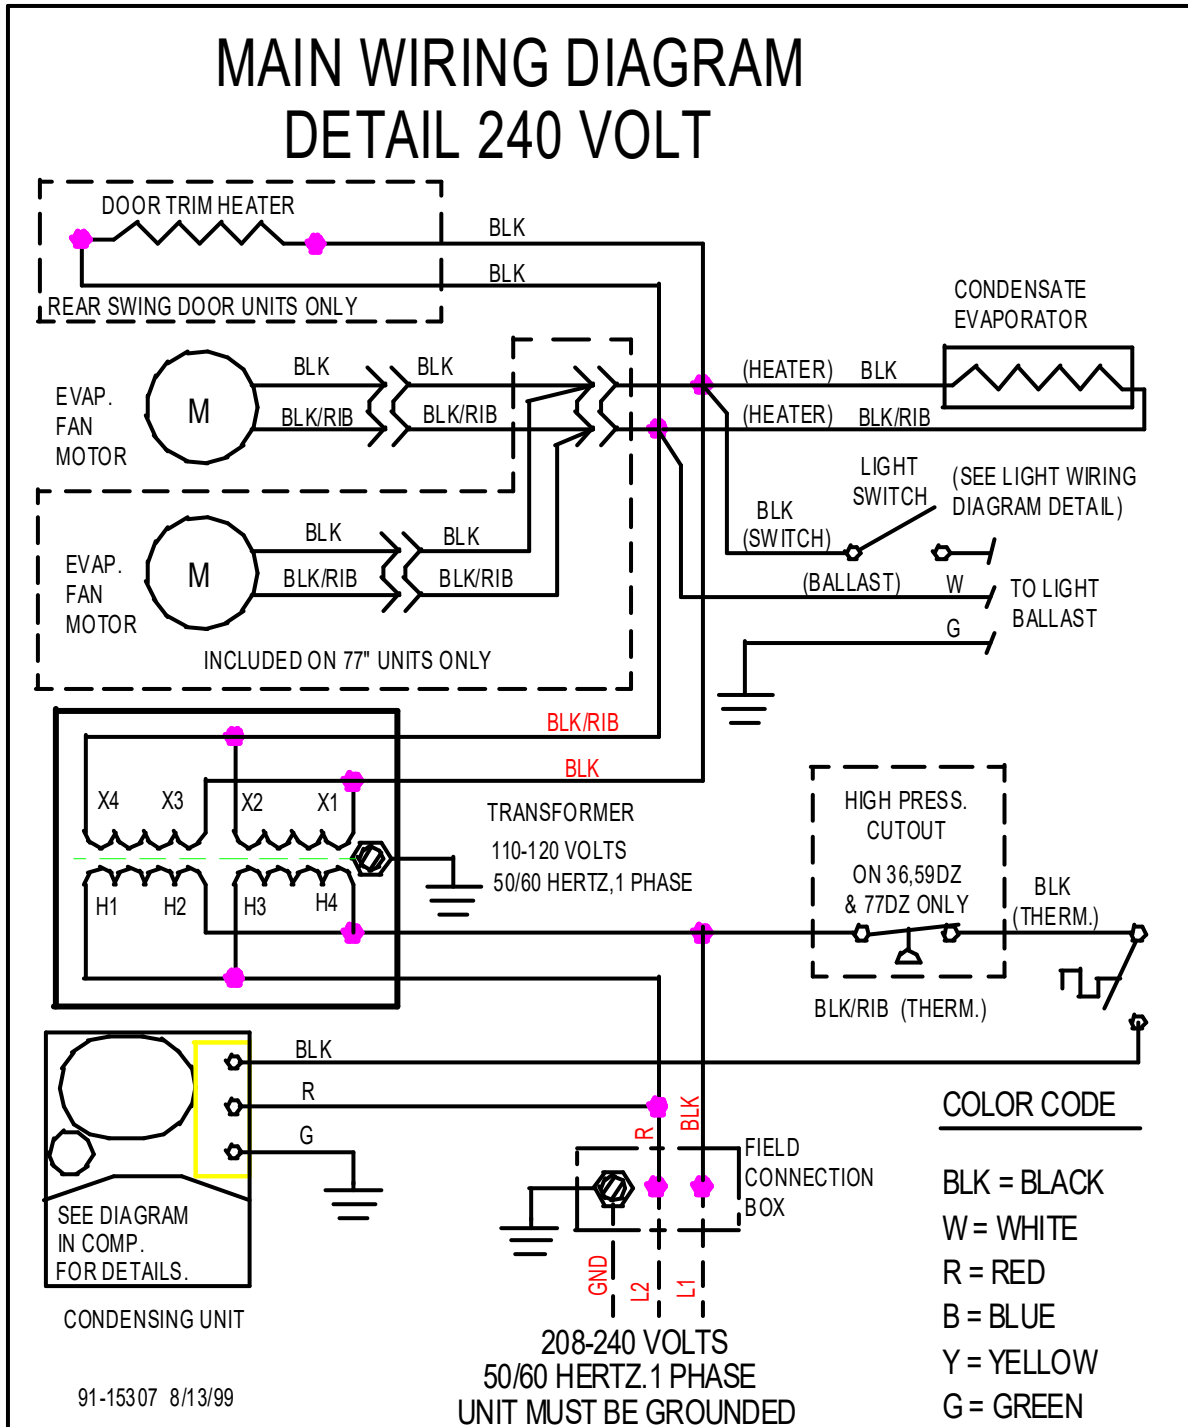 MAIN WIRING DIAGRAM
DETAIL 240 VOLT
DOOR TRIM HEATER
BLK
BLK
REAR SWING DOOR UNITS ONLY
CONDENSATE
EVAPORATOR
BLK
BLK
(HEATER)
BLK
EVAP.
FAN
MOTOR
M
BLK/RIB
BLK/RIB
(HEATER)
BLK/RIB
LIGHT
SWITCH
(SEE LIGHT WIRING
DIAGRAM DETAIL)
BLK
(SWITCH)
BLK
BLK
EVAP.
FAN
MOTOR
M
BLK/RIB
BLK/RIB
(BALLAST)
W
TO LIGHT
BALLAST
G
INCLUDED ON 77" UNITS ONLY
BLK/RIB
BLK
X4
X3
X2
X1
TRANSFORMER
110-120 VOLTS
50/60 HERTZ,1 PHASE
H1
H2
H3
H4
HIGH PRESS.
CUTOUT
ON 36,59DZ
& 77DZ ONLY
BLK
(THERM.)
BLK/RIB (THERM.)
BLK
R
G
R
BLK
FIELD
CONNECTION
BOX
SEE DIAGRAM
IN COMP.
FOR DETAILS.
CONDENSING UNIT
GND
L2
L1
208-240 VOLTS
50/60 HERTZ.1 PHASE
UNIT MUST BE GROUNDED
91-15307 8/13/99
COLOR CODE
BLK = BLACK
W = WHITE
R = RED
B = BLUE
Y = YELLOW
G = GREEN